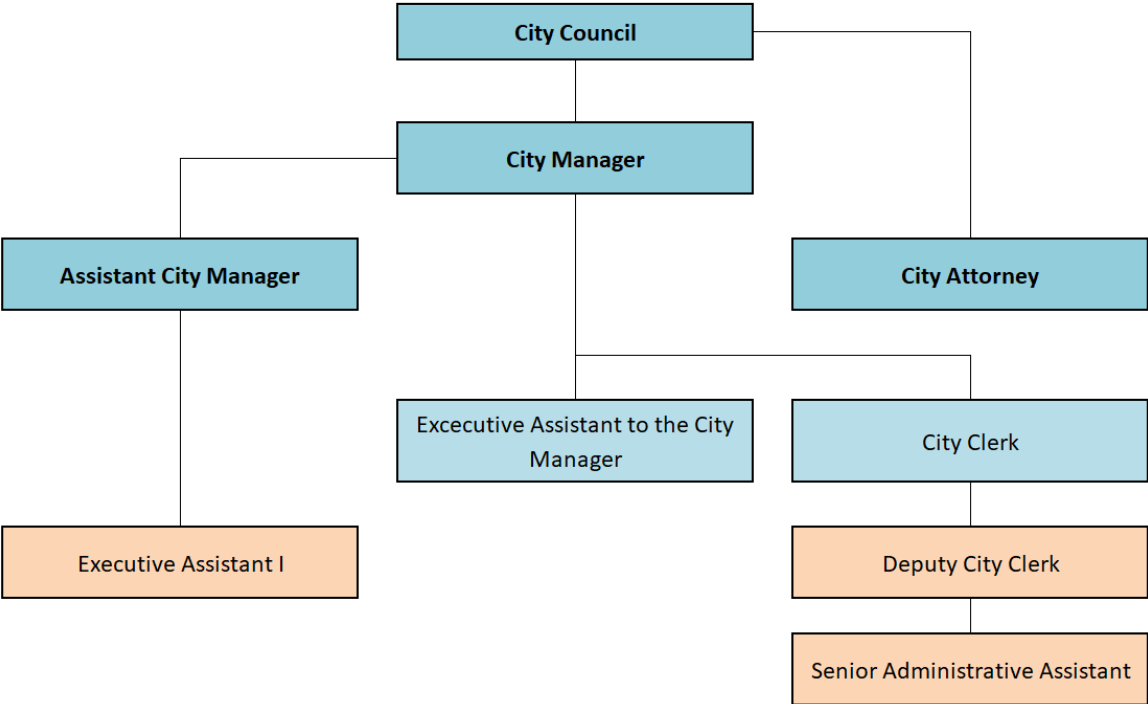 City Council
City Manager
Assistant City Manager
City Attorney
Excecutive Assistant to the City
Manager
City Clerk
Executive Assistant I
Deputy City Clerk
Senior Administrative Assistant